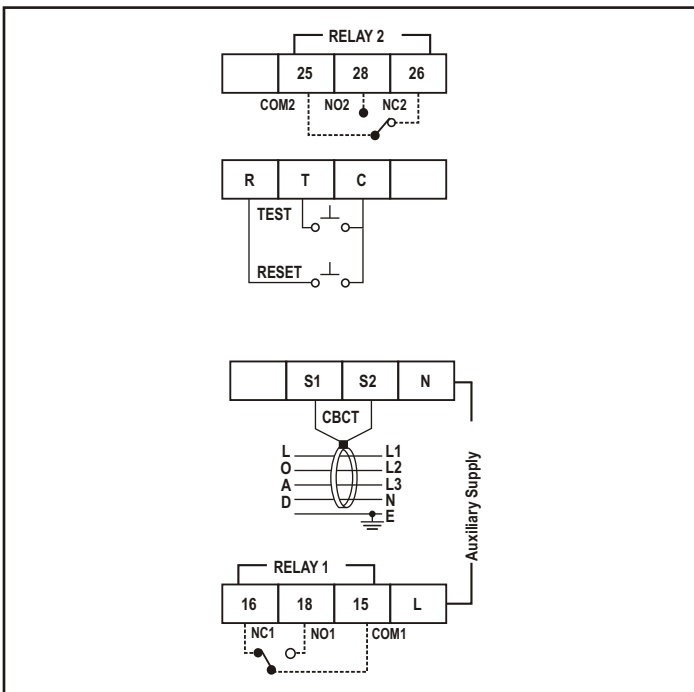 RELAY 2
25 28 26
COM2 NO2 NC2
R T C
TEST
RESET
S1 S2 N
CBCT
L L1
O L2
A L3
D N
E
Auxiliary Supply
RELAY 1
16 18 15 L
NC1 NO1 COM1